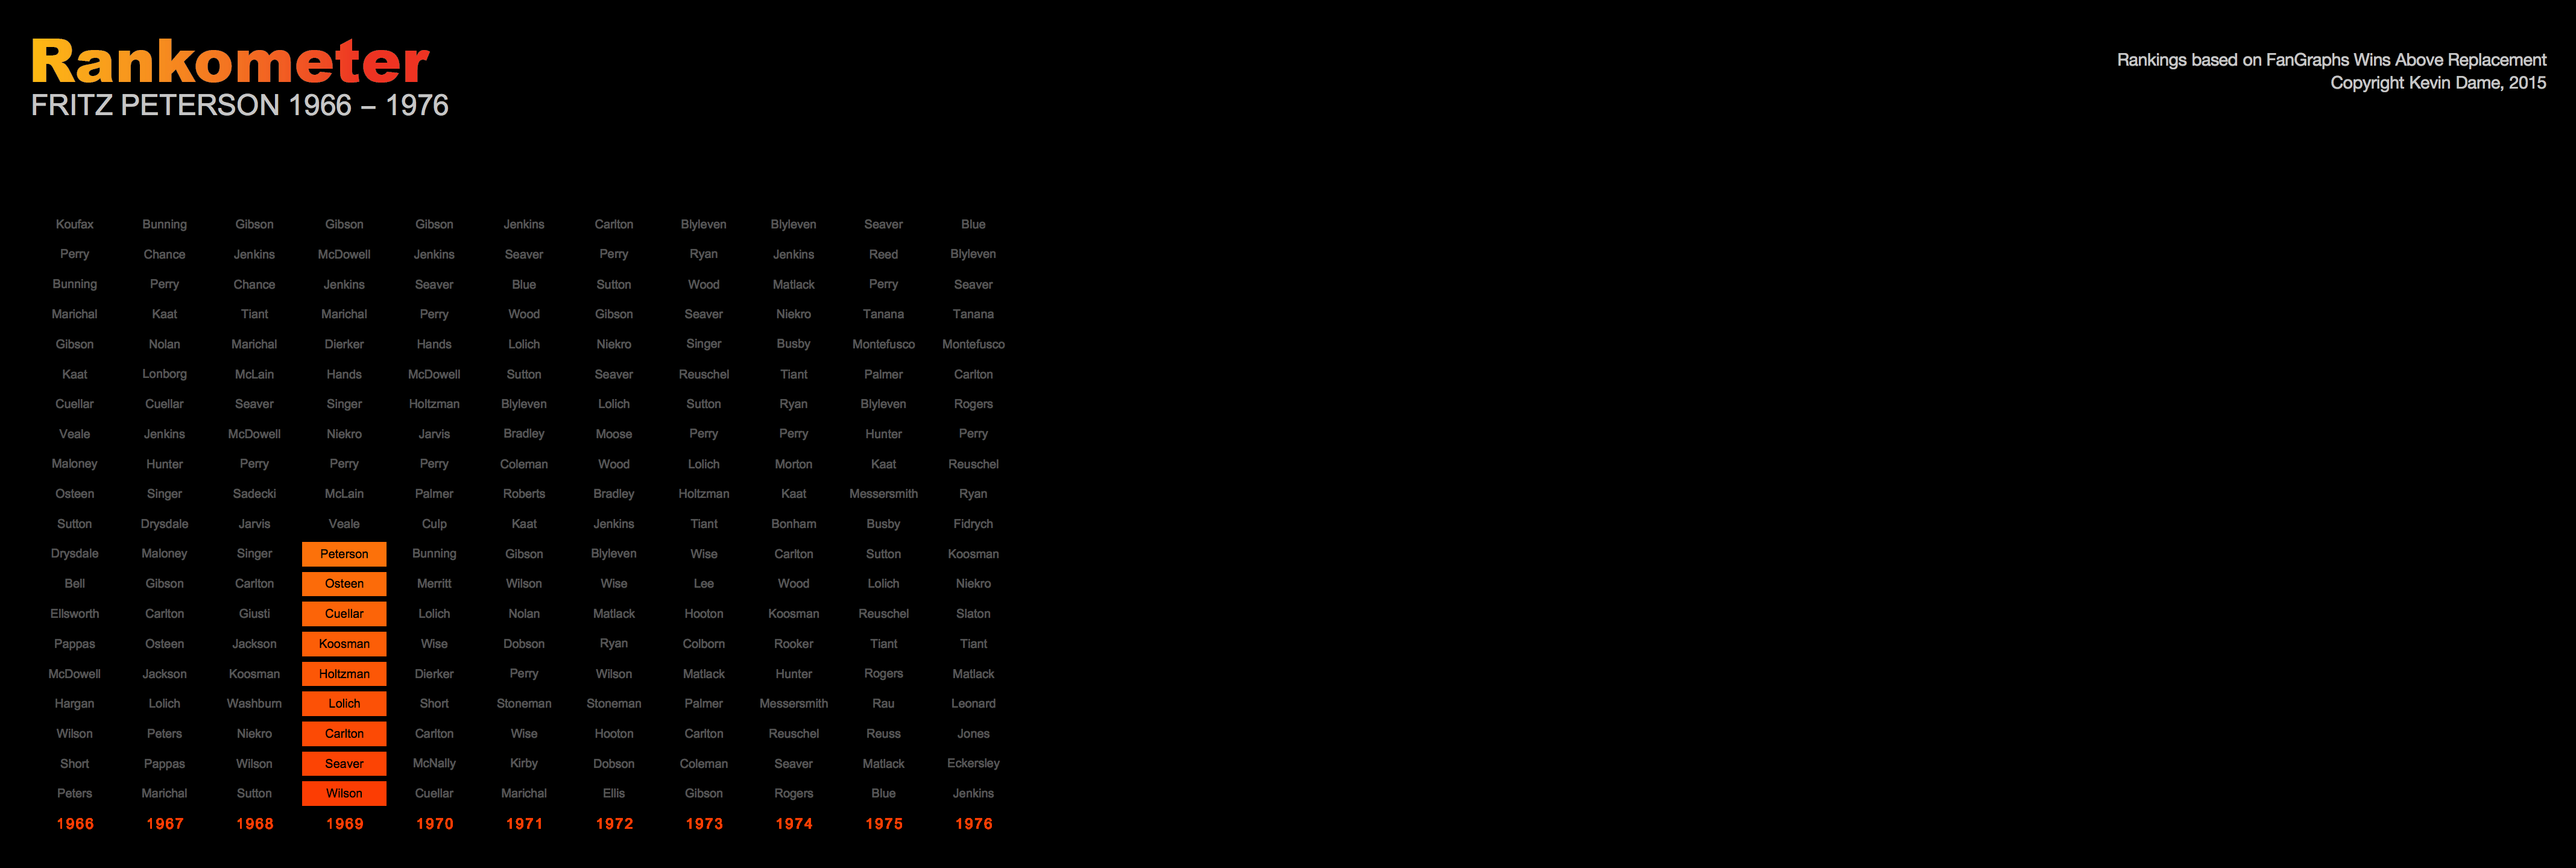 Rankometer
FRITZ PETERSON 1966 – 1976
Rankings based on FanGraphs Wins Above Replacement
Copyright Kevin Dame, 2015
Koufax Bunning Gibson Gibson Gibson Jenkins Carlton Blyleven Blyleven Seaver Blue
Perry Chance Jenkins McDowell Jenkins Seaver Perry Ryan Jenkins Reed Blyleven
Bunning Perry Chance Jenkins Seaver Blue Sutton Wood Matlack Perry Seaver
Marichal Kaat Tiant Marichal Perry Wood Gibson Seaver Niekro Tanana Tanana
Gibson Nolan Marichal Dierker Hands Lolich Niekro Singer Busby Montefusco Montefusco
Kaat Lonborg McLain Hands McDowell Sutton Seaver Reuschel Tiant Palmer Carlton
Cuellar Cuellar Seaver Singer Holtzman Blyleven Lolich Sutton Ryan Blyleven Rogers
Veale Jenkins McDowell Niekro Jarvis Bradley Moose Perry Perry Hunter Perry
Maloney Hunter Perry Perry Perry Coleman Wood Lolich Morton Kaat Reuschel
Osteen Singer Sadecki McLain Palmer Roberts Bradley Holtzman Kaat Messersmith Ryan
Sutton Drysdale Jarvis Veale Culp Kaat Jenkins Tiant Bonham Busby Fidrych
Drysdale Maloney Singer Peterson Bunning Gibson Blyleven Wise Carlton Sutton Koosman
Bell Gibson Carlton Osteen Merritt Wilson Wise Lee Wood Lolich Niekro
Ellsworth Carlton Giusti Cuellar Lolich Nolan Matlack Hooton Koosman Reuschel Slaton
Pappas Osteen Jackson Koosman Wise Dobson Ryan Colborn Rooker Tiant Tiant
McDowell Jackson Koosman Holtzman Dierker Perry Wilson Matlack Hunter Rogers Matlack
Hargan Lolich Washburn Lolich Short Stoneman Stoneman Palmer Messersmith Rau Leonard
Wilson Peters Niekro Carlton Carlton Wise Hooton Carlton Reuschel Reuss Jones
Short Pappas Wilson Seaver McNally Kirby Dobson Coleman Seaver Matlack Eckersley
Peters Marichal Sutton Wilson Cuellar Marichal Ellis Gibson Rogers Blue Jenkins
1966 1967 1968 1969 1970 1971 1972 1973 1974 1975 1976